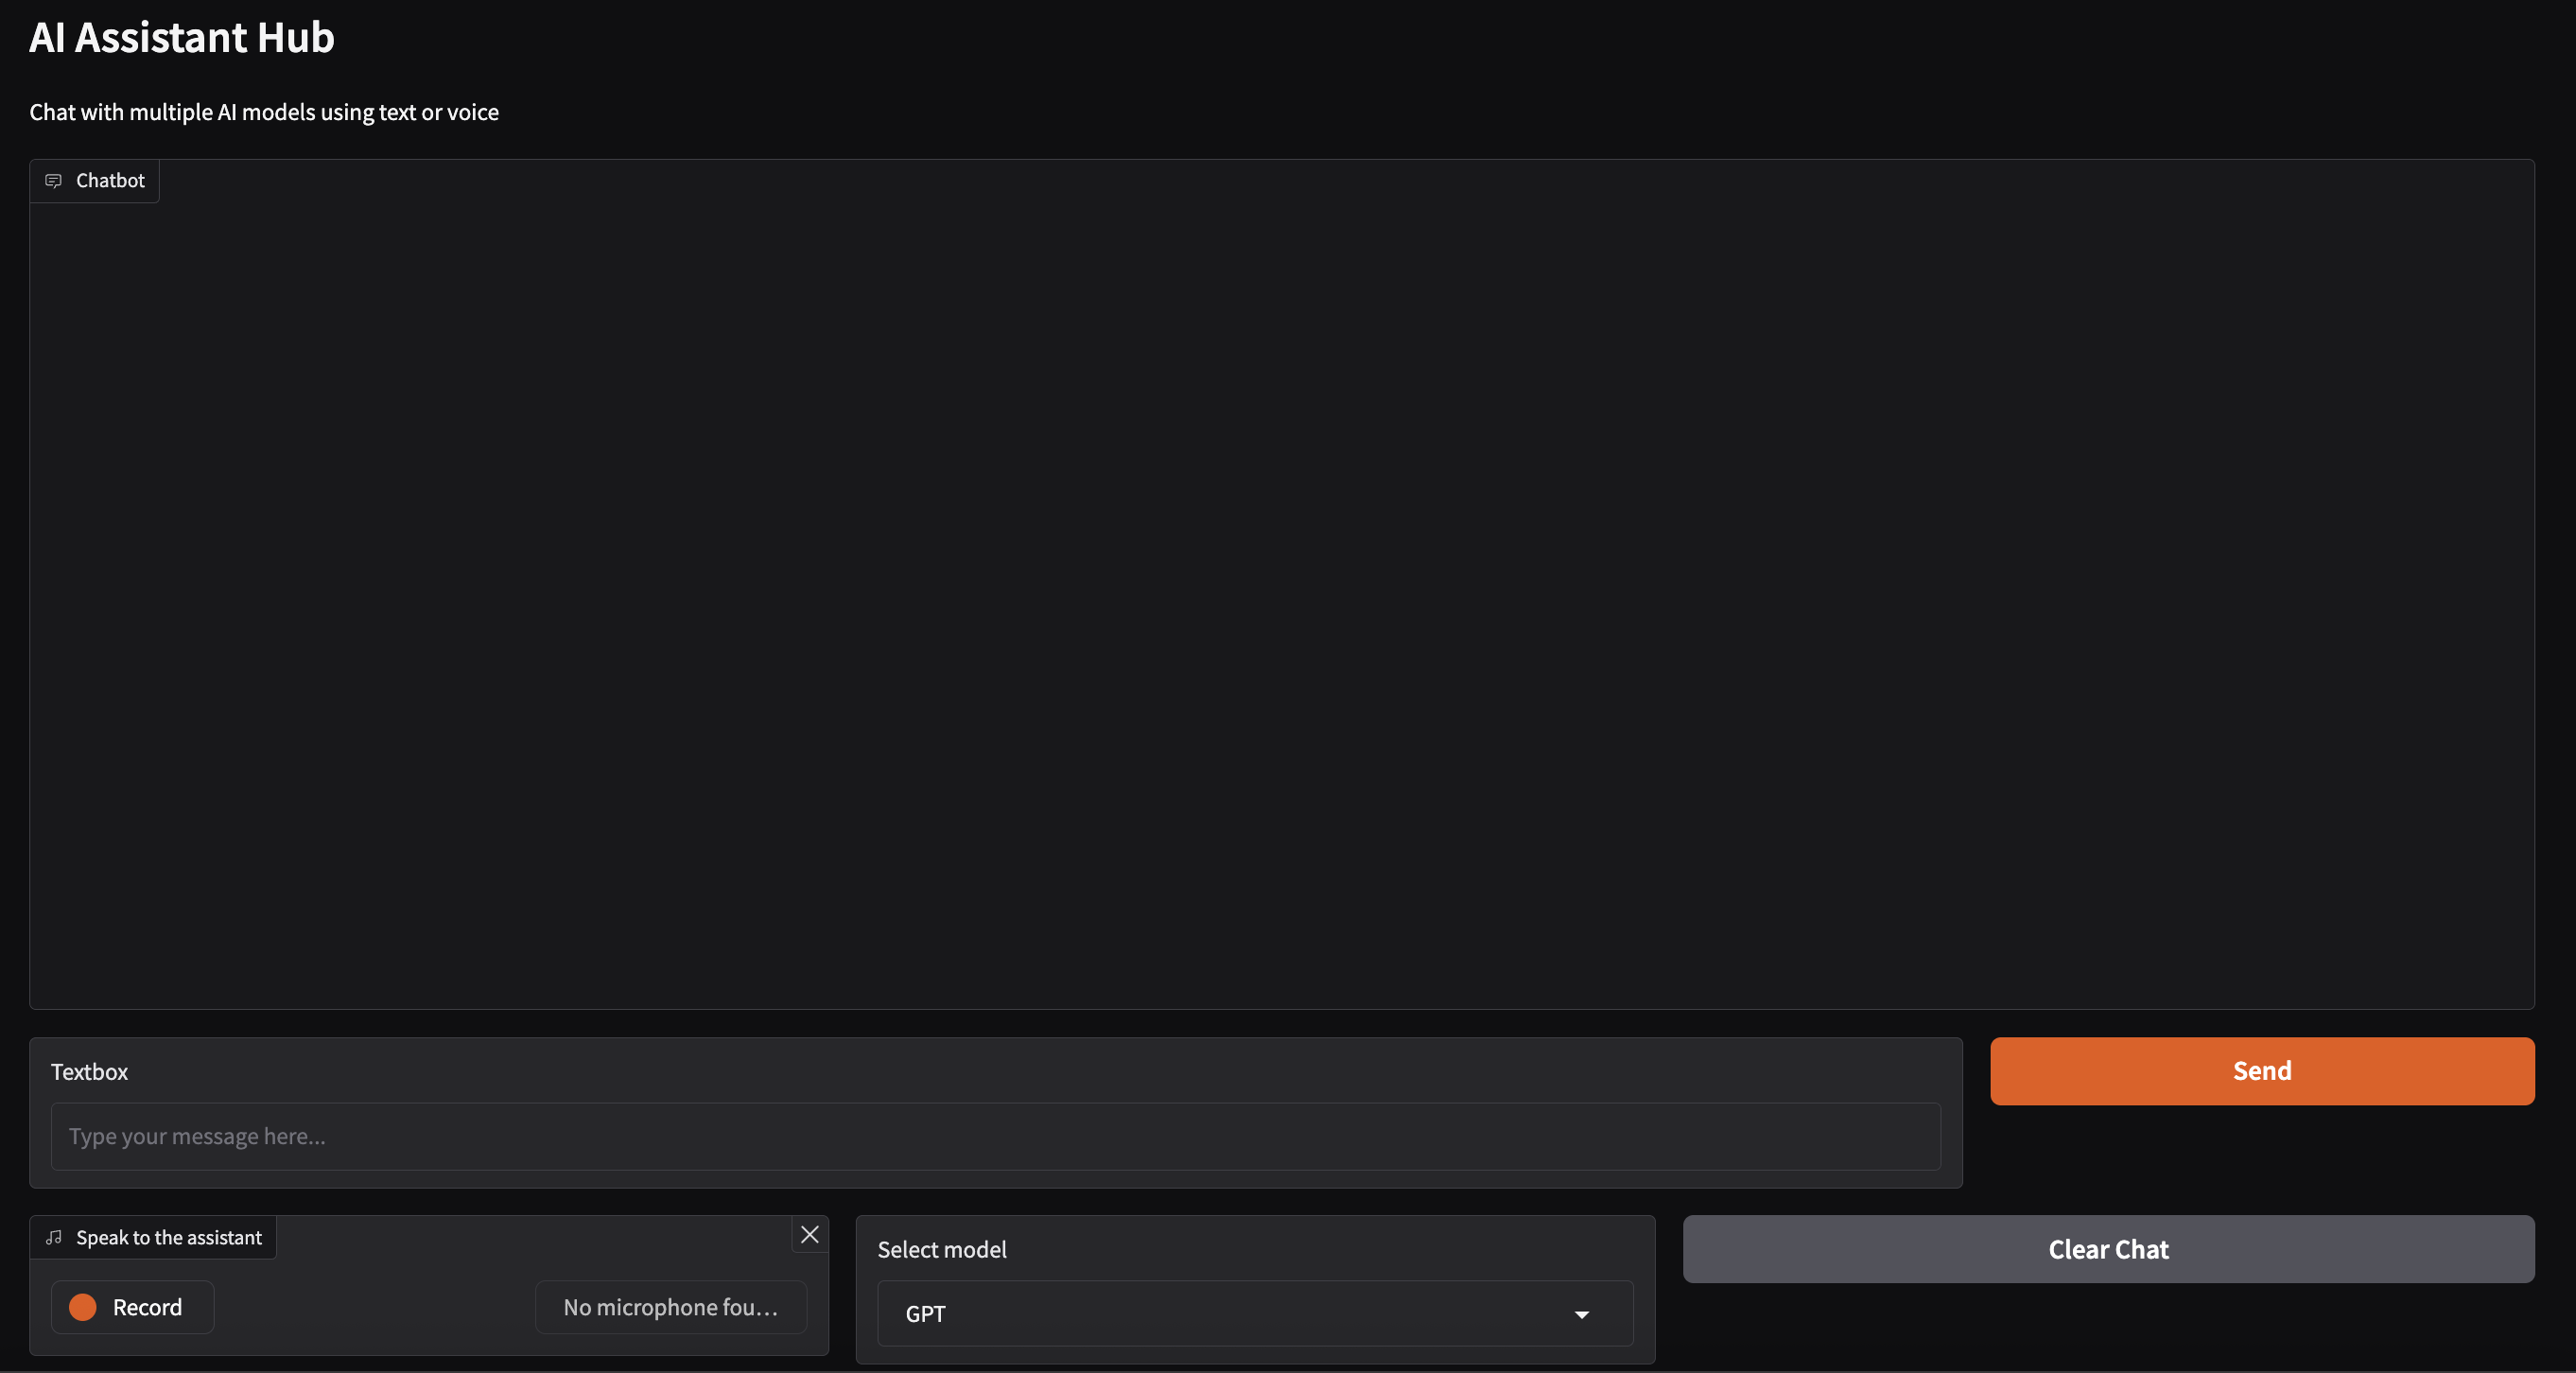 AI Assistant Hub
Chat with multiple AI models using text or voice
Chatbot
Textbox
Type your message here...
Send
Speak to the assistant
Record
No microphone fou...
Select model
GPT
Clear Chat